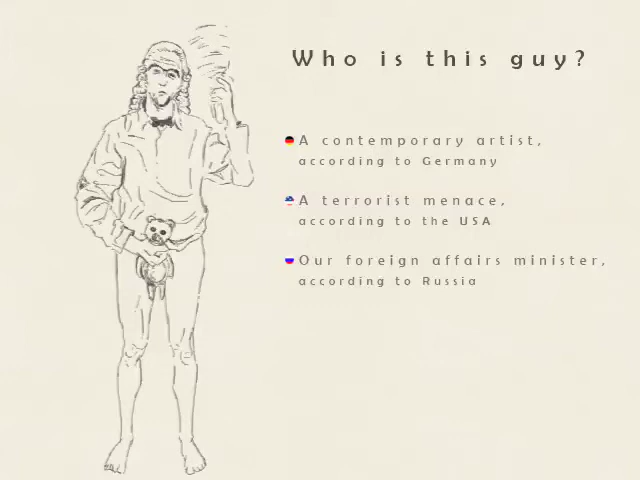 Who is this guy?
A contemporary artist,
according to Germany
A terrorist menace,
according to the USA
Our foreign affairs minister,
according to Russia